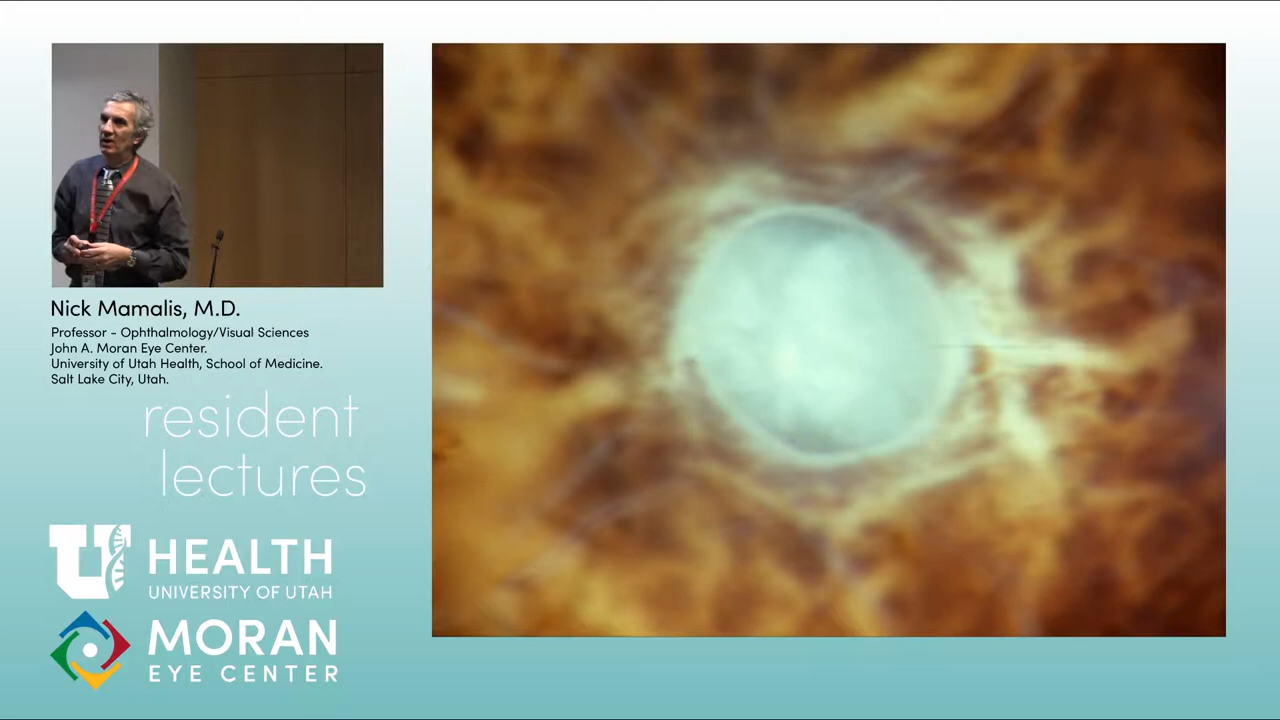 Nick Mamalis, M.D.
Professor - Ophthalmology/Visual Sciences
John A. Moran Eye Center.
University of Utah Health, School of Medicine.
Salt Lake City, Utah.
resident
lectures
U HEALTH
UNIVERSITY OF UTAH
MORAN
EYE CENTER